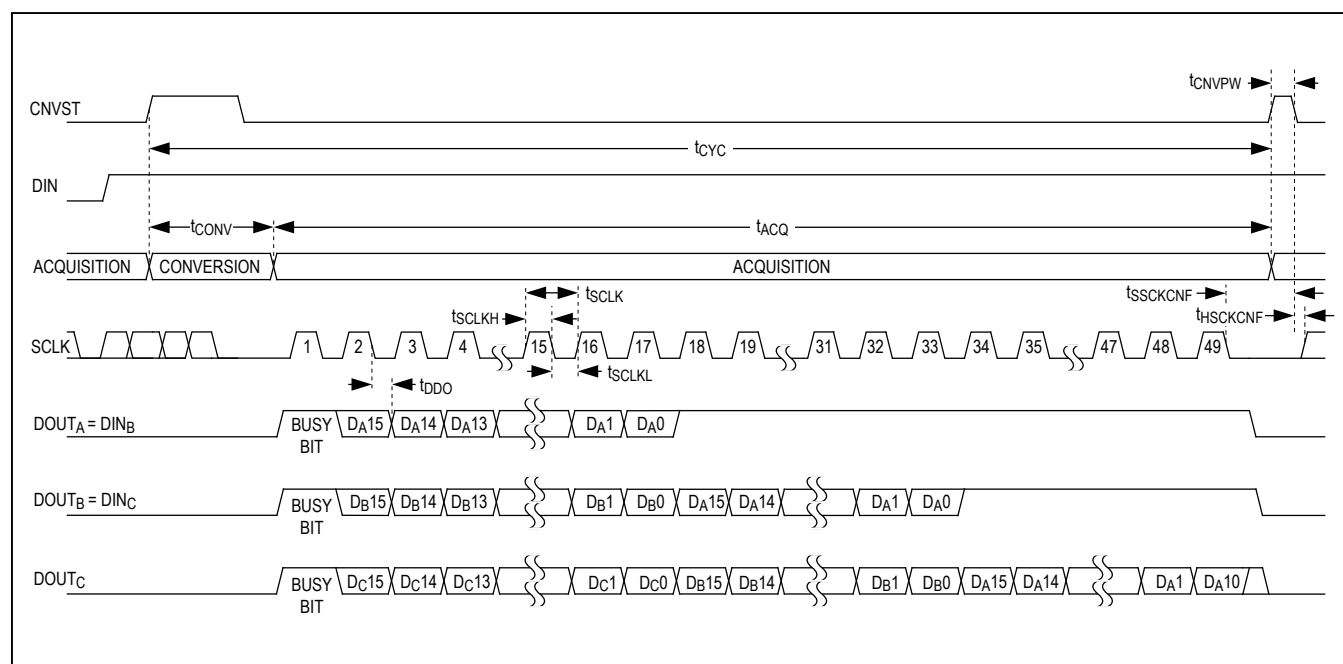 tCNVPW
CNVST
tCYC
DIN
tCONV
tACQ
ACQUISITION CONVERSION ACQUISITION
tSCLK
tSSCKCNF
tSCLKH
tHSCKCNF
SCLK 1 2 3 4 15 16 17 18 19 31 32 33 34 35 47 48 49
tSCLKL
tDDO
DOUTA = DINB BUSY BIT DA15 DA14 DA13 DA1 DA0
DOUTB = DINC BUSY BIT DB15 DB14 DB13 DB1 DB0 DA15 DA14 DA1 DA0
DOUTC BUSY BIT DC15 DC14 DC13 DC1 DC0 DB15 DB14 DB1 DB0 DA15 DA14 DA1 DA10